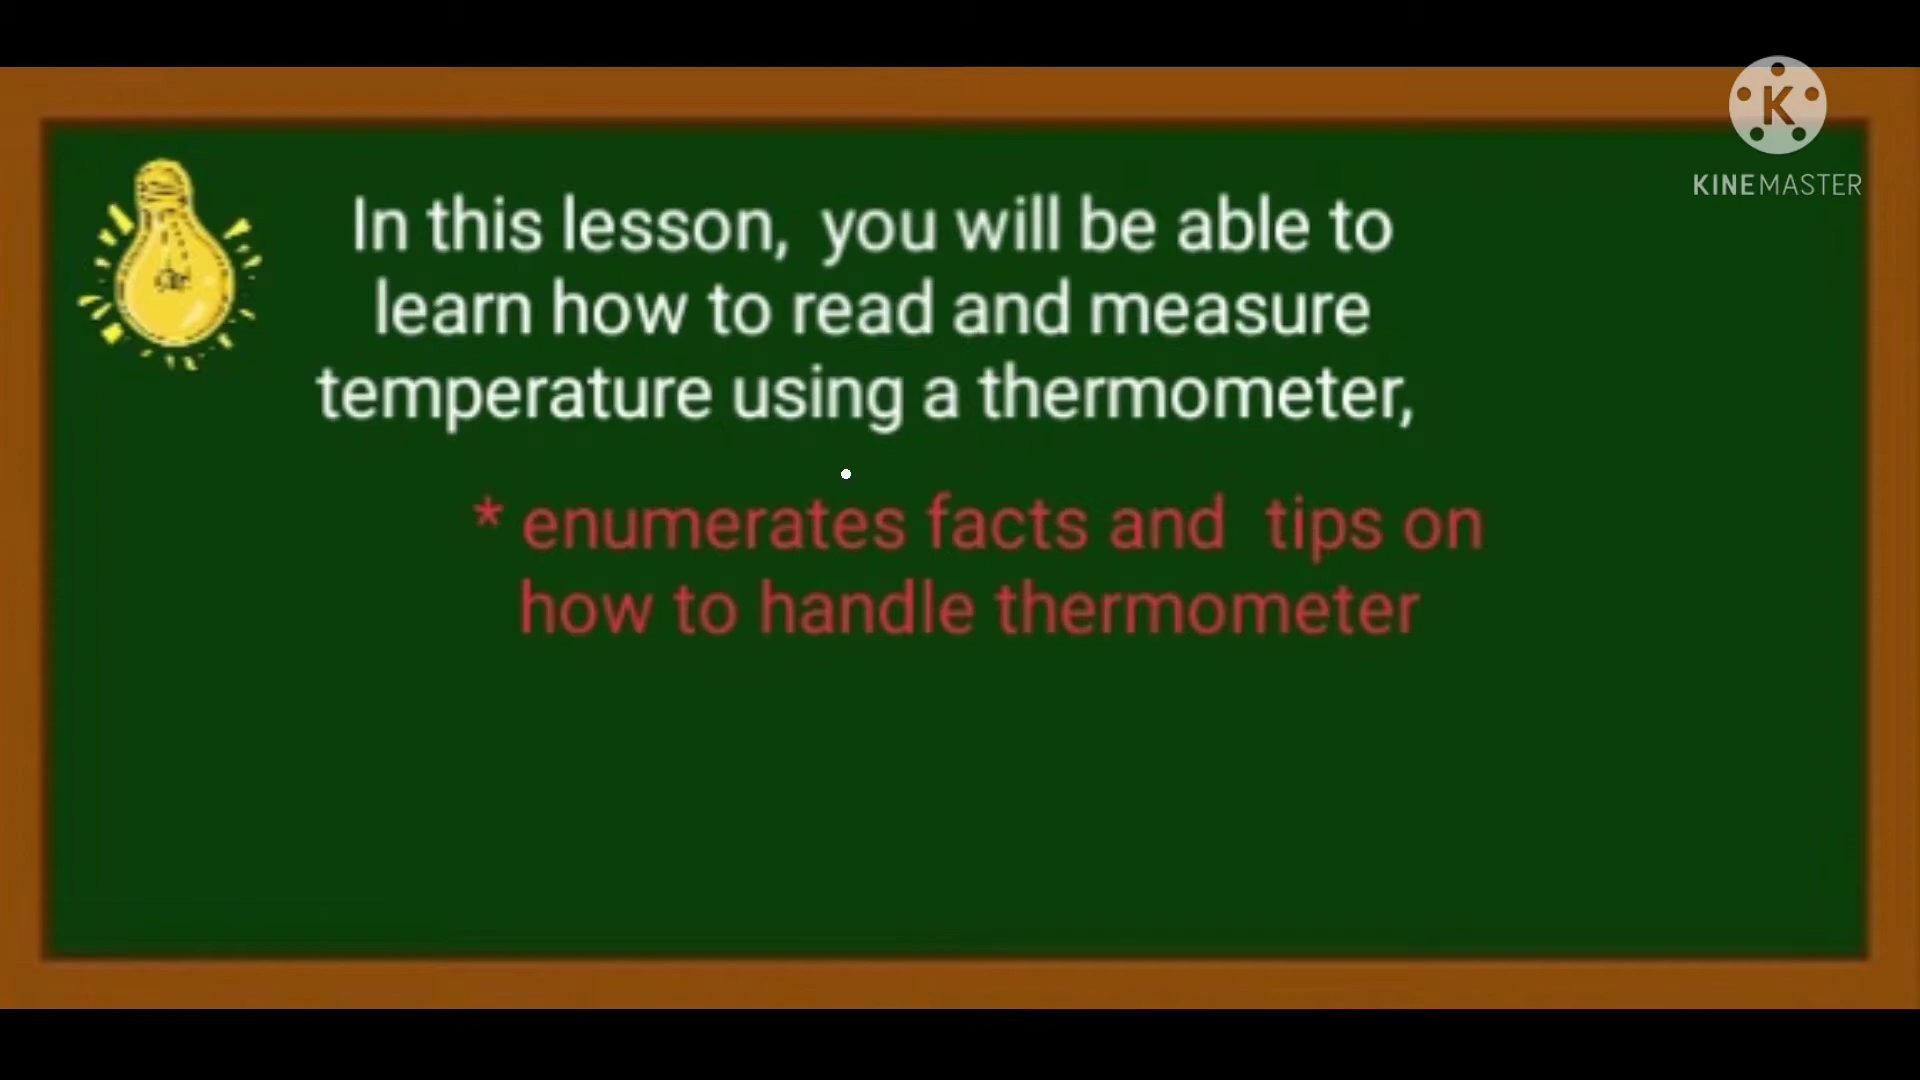 K
KINEMASTER
In this lesson, you will be able to
learn how to read and measure
temperature using a thermometer,
* enumerates facts and tips on
how to handle thermometer